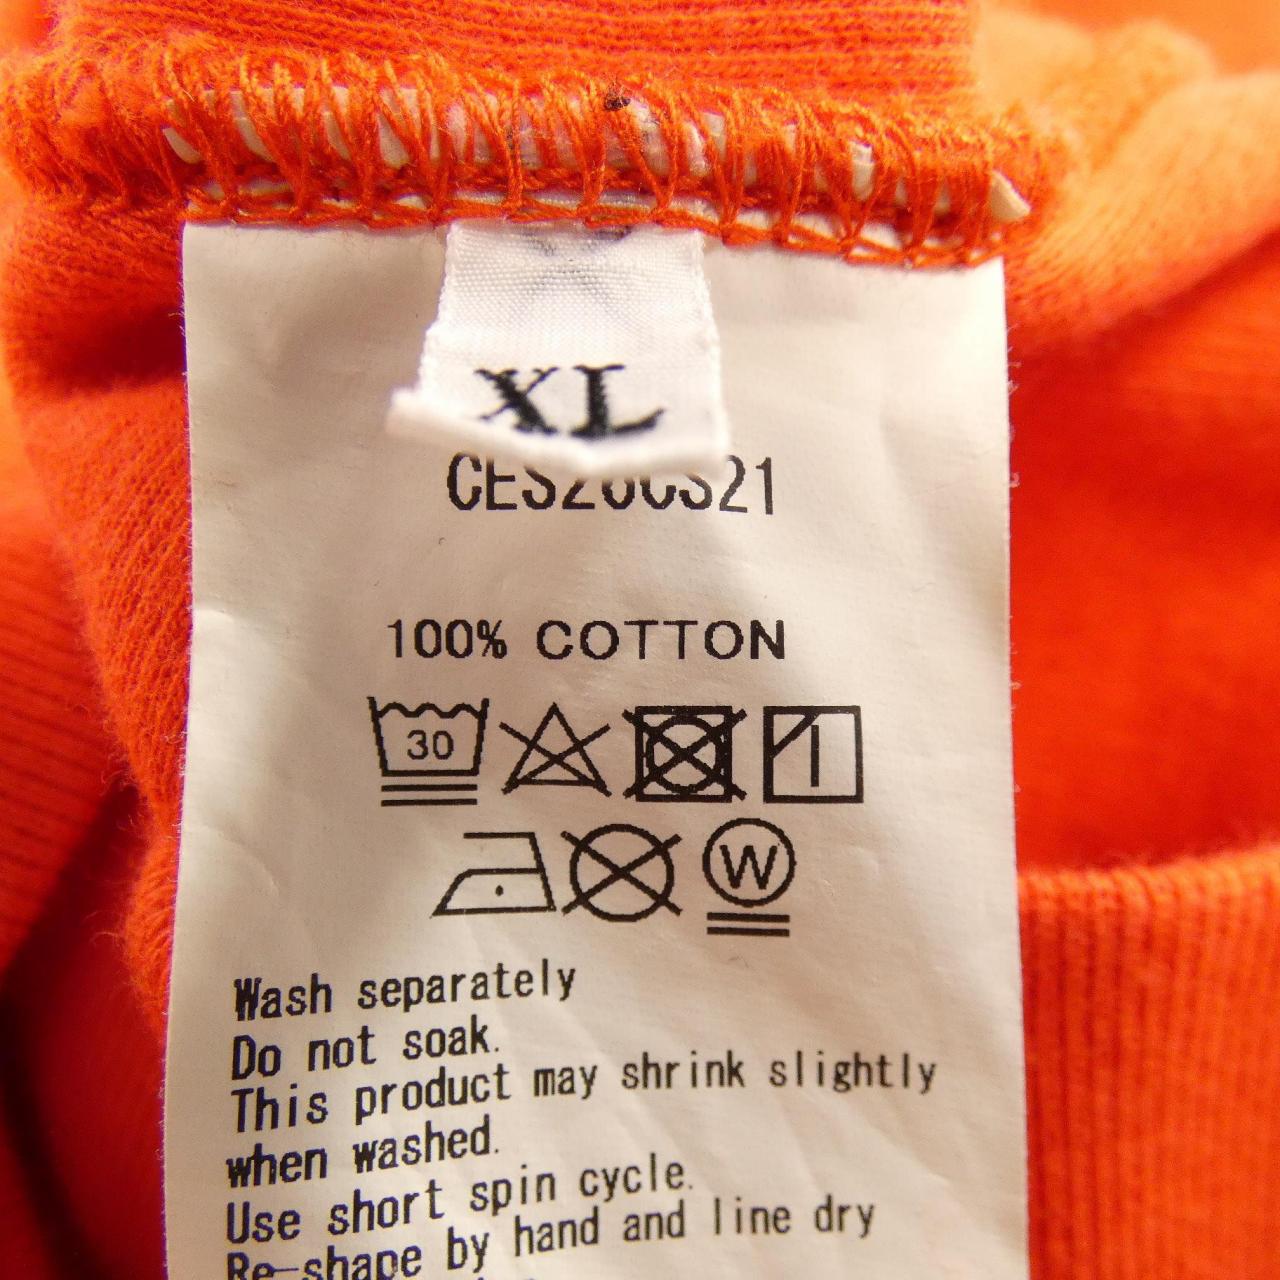 XL
CES20CS21
100% COTTON
30
W
Wash separately
Do not soak.
This product may shrink slightly
when washed.
Use short spin cycle.
Re-shape by hand and line dry